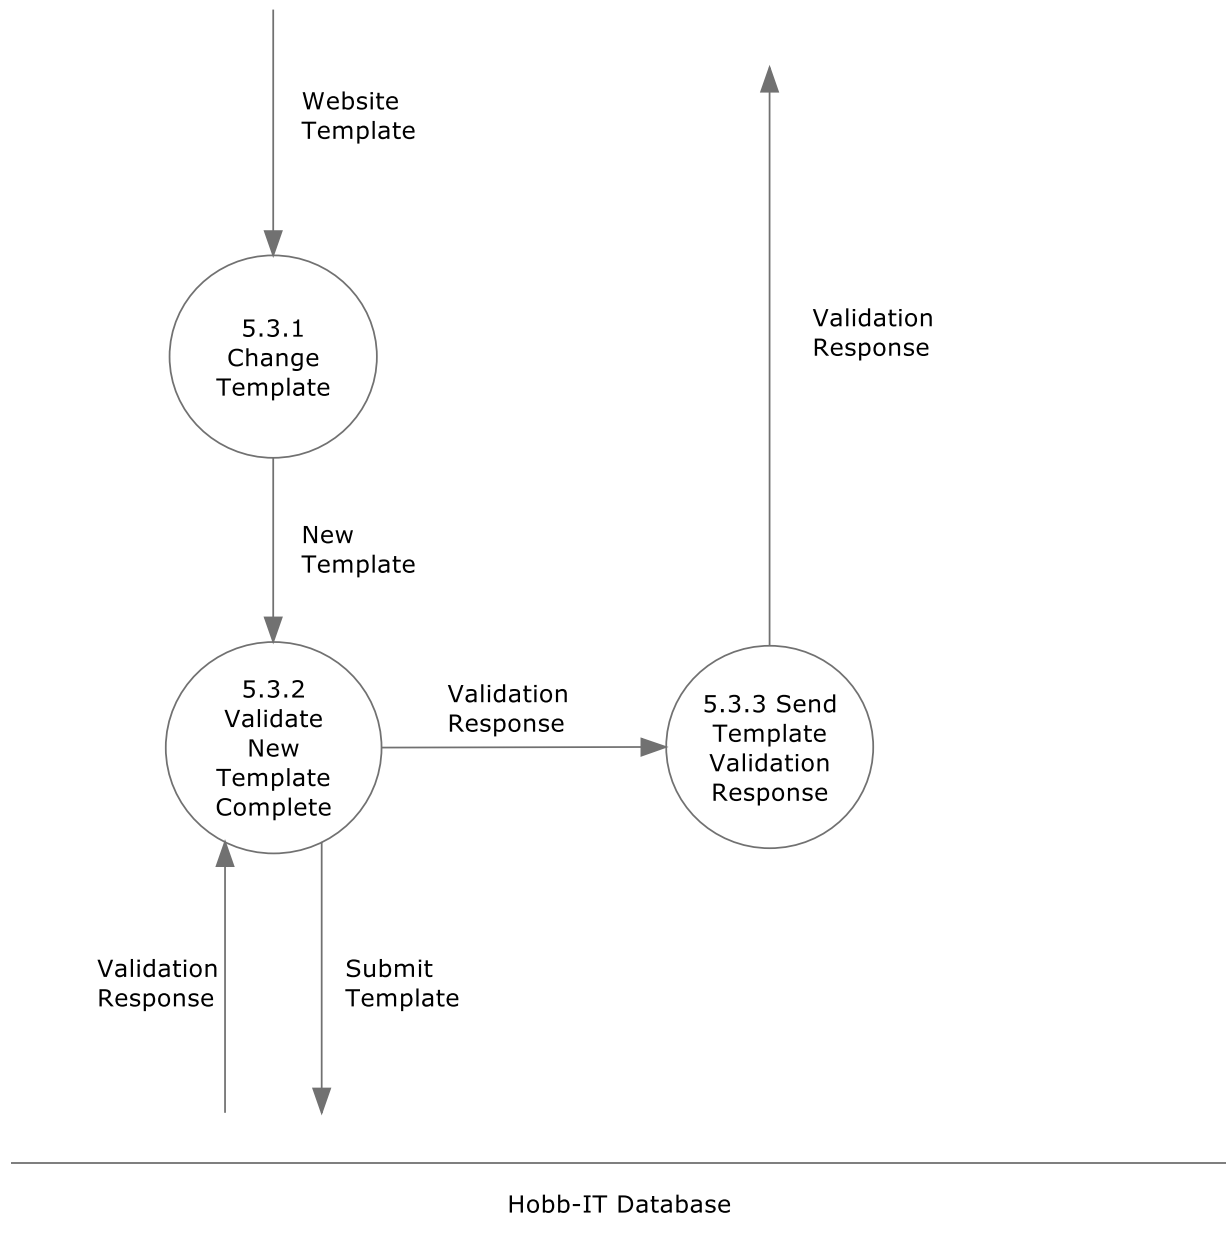 Website
Template
5.3.1
Change
Template
Validation
Response
New
Template
5.3.2
Validate
New
Template
Complete
Validation
Response
5.3.3 Send
Template
Validation
Response
Validation
Response
Submit
Template
Hobb-IT Database